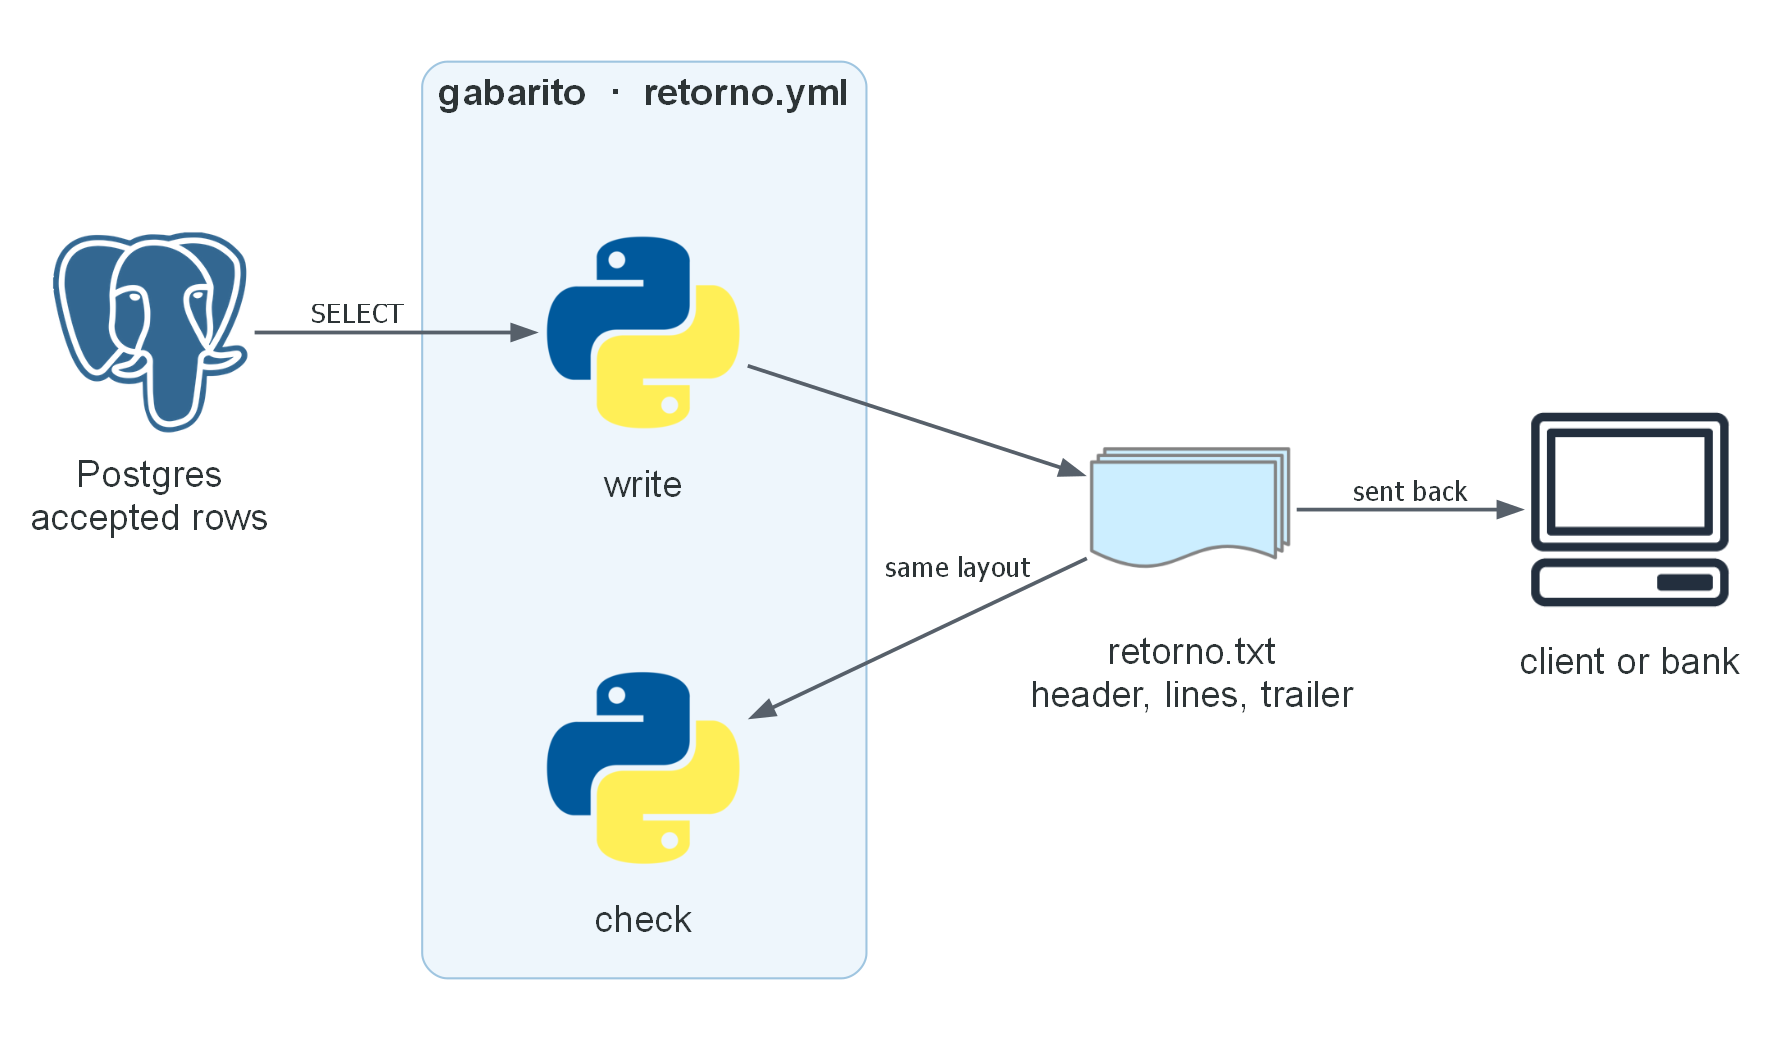 gabarito · retorno.yml
SELECT
Postgres
accepted rows
write
sent back
same layout
retorno.txt
header, lines, trailer
client or bank
check